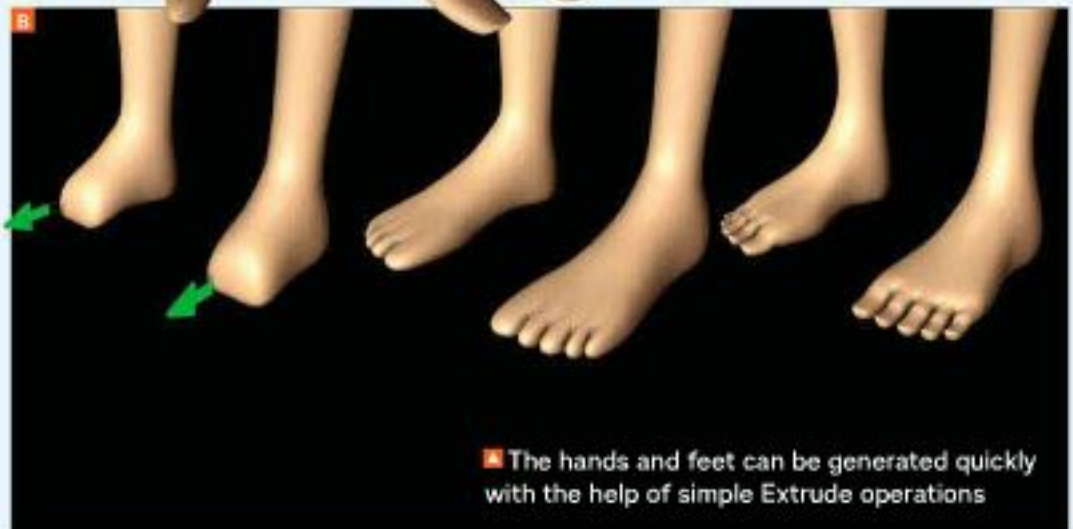 B
The hands and feet can be generated quickly
with the help of simple Extrude operations